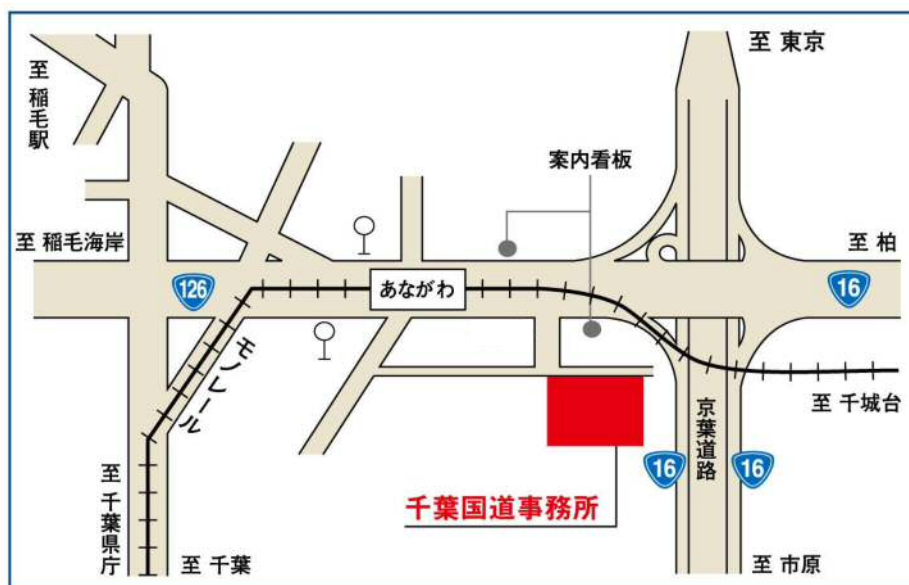 至 東京
至 稲毛駅
案内看板
至 稲毛海岸
至 柏
126
あながわ
16
モノレール
至 千城台
京葉道路
16
16
至 千葉県庁
千葉国道事務所
至 千葉
至 市原